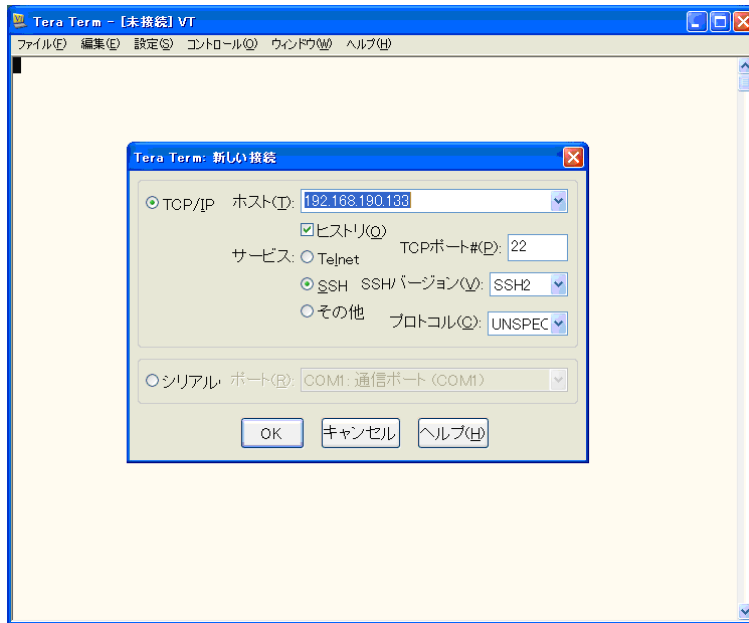 Tera Term - [未接続] VT
ファイル(F) 編集(E) 設定(S) コントロール(O) ウィンドウ(W) ヘルプ(H)
Tera Term: 新しい接続
TCP/IP ホスト(T): 192.168.190.133
ヒストリ(O)
サービス: Telnet TCPポート#(P): 22
SSH SSHバージョン(V): SSH2
その他 プロトコル(C): UNSPEC
シリアル ポート(R): COM1: 通信ポート (COM1)
OK キャンセル ヘルプ(H)